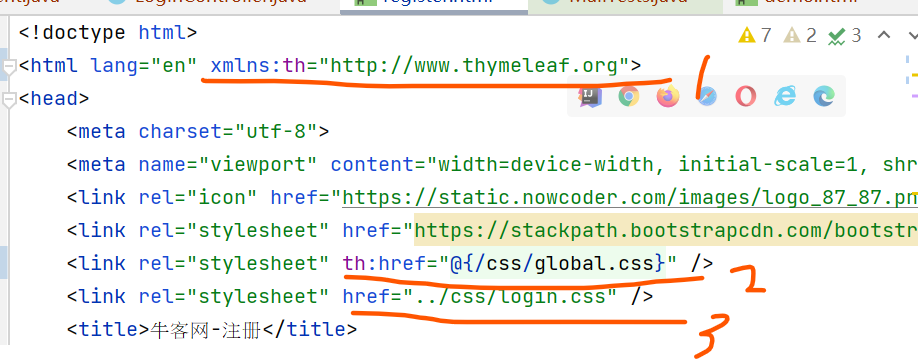 register.html
demo.html
<!doctype html>
7 2 3
<html lang="en" xmlns:th="http://www.thymeleaf.org">
1
<head>
<meta charset="utf-8">
<meta name="viewport" content="width=device-width, initial-scale=1, shr
<link rel="icon" href="https://static.nowcoder.com/images/logo_87_87.pn
<link rel="stylesheet" href="https://stackpath.bootstrapcdn.com/bootstr
<link rel="stylesheet" th:href="@{/css/global.css}" />
2
<link rel="stylesheet" href="../css/login.css" />
3
<title>牛客网-注册</title>